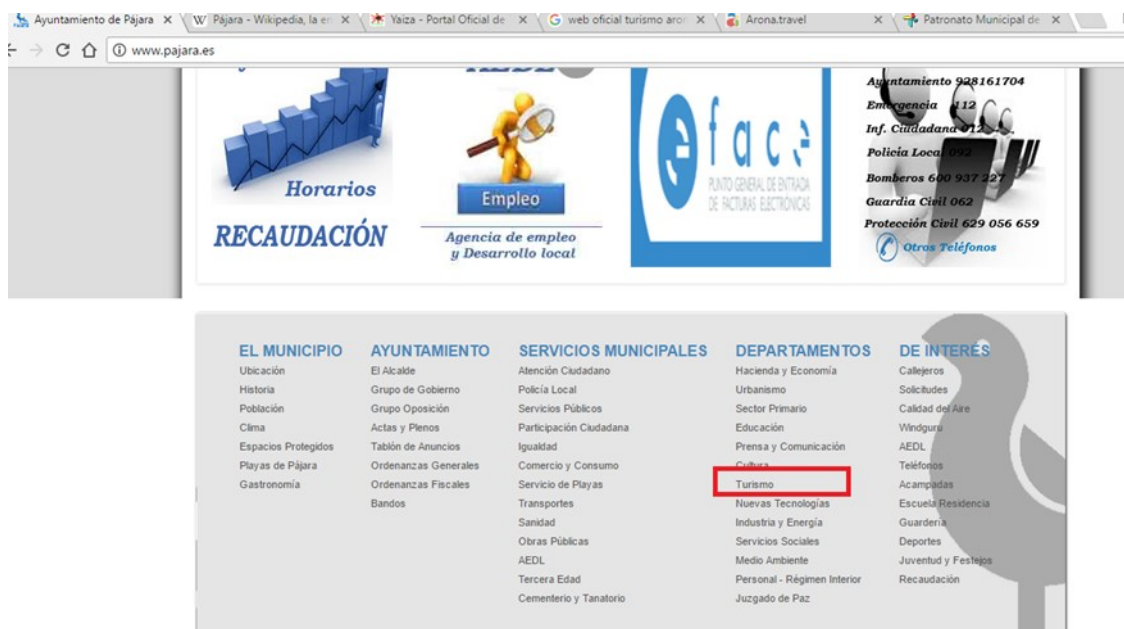 Ayuntamiento de Pájara
Pájara - Wikipedia, la en
Yaiza - Portal Oficial de
web oficial turismo aron
Arona.travel
Patronato Municipal de
www.pajara.es
Horarios
RECAUDACIÓN
Empleo
Agencia de empleo
y Desarrollo local
face
PUNTO GENERAL DE ENTRADA
DE FACTURAS ELECTRÓNICAS
Ayuntamiento 928161704
Emergencia 112
Inf. Ciudadana 012
Policía Local 092
Bomberos 600 937 227
Guardia Civil 062
Protección Civil 629 056 659
Otros Teléfonos
EL MUNICIPIO
Ubicación
Historia
Población
Clima
Espacios Protegidos
Playas de Pájara
Gastronomía
AYUNTAMIENTO
El Alcalde
Grupo de Gobierno
Grupo Oposición
Actas y Plenos
Tablón de Anuncios
Ordenanzas Generales
Ordenanzas Fiscales
Bandos
SERVICIOS MUNICIPALES
Atención Ciudadano
Policía Local
Servicios Públicos
Participación Ciudadana
Igualdad
Comercio y Consumo
Servicio de Playas
Transportes
Sanidad
Obras Públicas
AEDL
Tercera Edad
Cementerio y Tanatorio
DEPARTAMENTOS
Hacienda y Economía
Urbanismo
Sector Primario
Educación
Prensa y Comunicación
Cultura
Turismo
Nuevas Tecnologías
Industria y Energía
Servicios Sociales
Medio Ambiente
Personal - Régimen Interior
Juzgado de Paz
DE INTERÉS
Callejeros
Solicitudes
Calidad del Aire
Windguru
AEDL
Teléfonos
Acampadas
Escuela Residencia
Guardería
Deportes
Juventud y Festejos
Recaudación